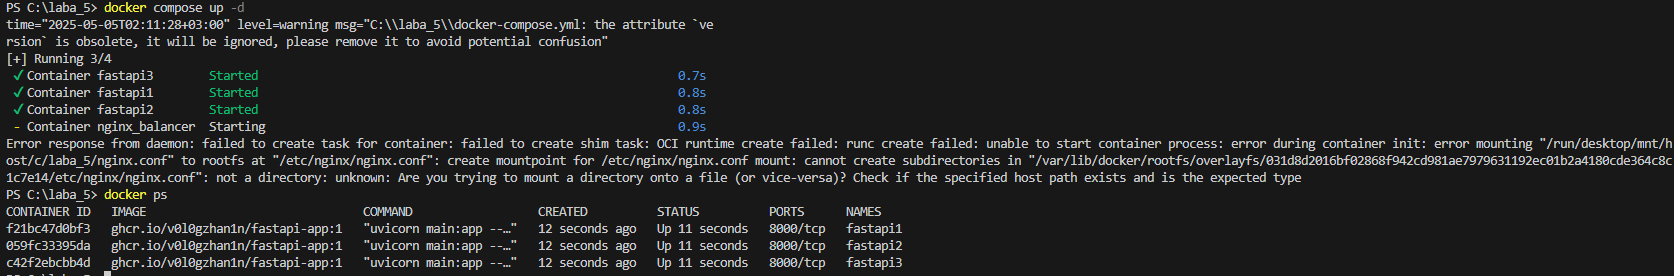 PS C:\laba_5> docker compose up -d
time="2025-05-05T02:11:28+03:00" level=warning msg="C:\\laba_5\\docker-compose.yml: the attribute `ve
rsion` is obsolete, it will be ignored, please remove it to avoid potential confusion"
[+] Running 3/4
✓ Container fastapi3 Started 0.7s
✓ Container fastapi1 Started 0.8s
✓ Container fastapi2 Started 0.8s
- Container nginx_balancer Starting 0.9s
Error response from daemon: failed to create task for container: failed to create shim task: OCI runtime create failed: runc create failed: unable to start container process: error during container init: error mounting "/run/desktop/mnt/h
ost/c/laba_5/nginx.conf" to rootfs at "/etc/nginx/nginx.conf": create mountpoint for /etc/nginx/nginx.conf mount: cannot create subdirectories in "/var/lib/docker/rootfs/overlayfs/031d8d2016bf02868f942cd981ae7979631192ec01b2a4180cde364c8c
1c7e14/etc/nginx/nginx.conf": not a directory: unknown: Are you trying to mount a directory onto a file (or vice-versa)? Check if the specified host path exists and is the expected type
PS C:\laba_5> docker ps
CONTAINER ID IMAGE COMMAND CREATED STATUS PORTS NAMES
f21bc47d0bf3 ghcr.io/v0l0gzhan1n/fastapi-app:1 "uvicorn main:app --…" 12 seconds ago Up 11 seconds 8000/tcp fastapi1
059fc33395da ghcr.io/v0l0gzhan1n/fastapi-app:1 "uvicorn main:app --…" 12 seconds ago Up 11 seconds 8000/tcp fastapi2
c42f2ebcbb4d ghcr.io/v0l0gzhan1n/fastapi-app:1 "uvicorn main:app --…" 12 seconds ago Up 11 seconds 8000/tcp fastapi3